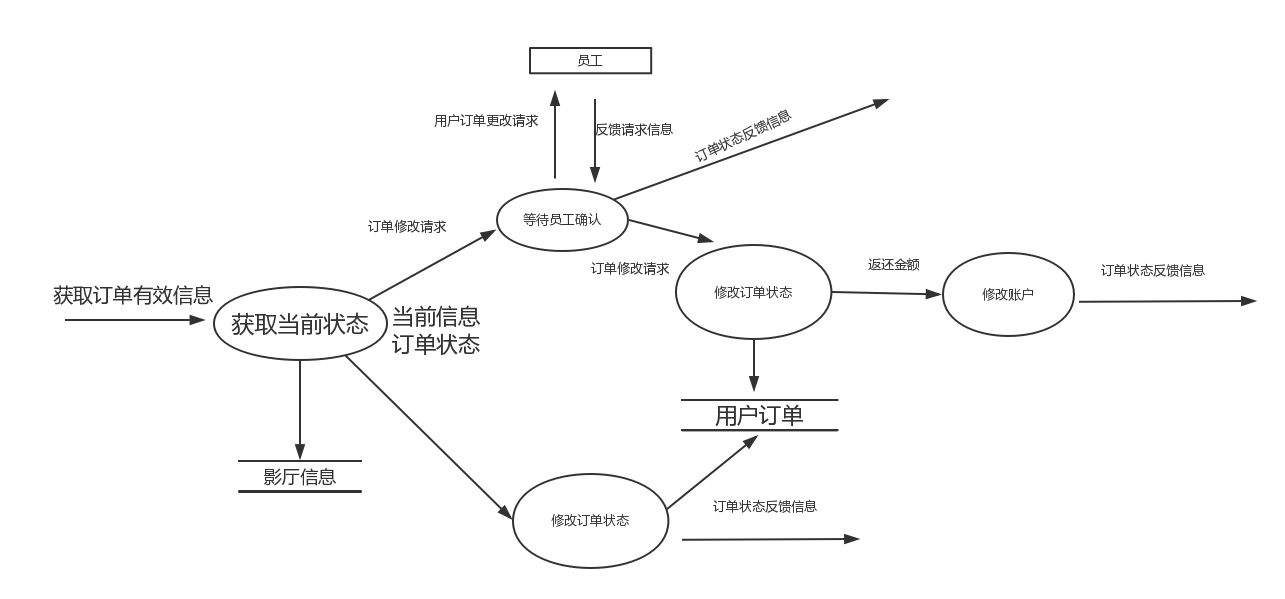 员工
用户订单更改请求
反馈请求信息
订单状态反馈信息
等待员工确认
订单修改请求
订单修改请求
返还金额
订单状态反馈信息
获取订单有效信息
获取当前状态
当前信息
订单状态
修改订单状态
修改账户
用户订单
影厅信息
修改订单状态
订单状态反馈信息